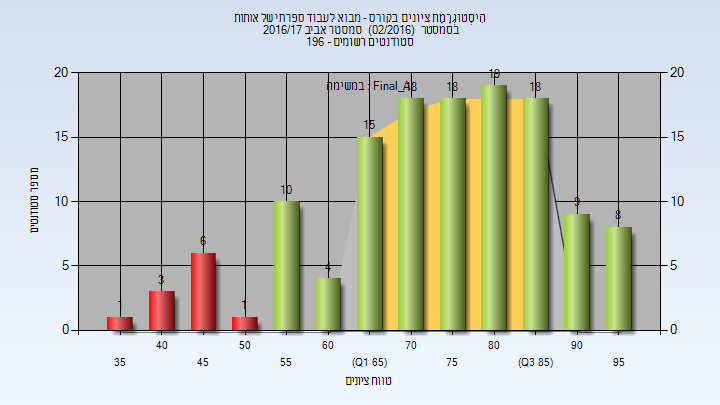 היסטוגרמת ציונים בקורס - מבוא לעבוד ספרתי של אותות
בסמסטר (02/2016) סמסטר אביב 2016/17
סטודנטים רשומים - 196
במשימה : Final_A
20 20
15 15
10 10
5 5
0 0
מספר סטודנטים
1 3 6 1 10 4 15 18 18 19 18 9 8
40 50 60 70 80 90
35 45 55 (Q1 65) 75 (Q3 85) 95
טווח ציונים